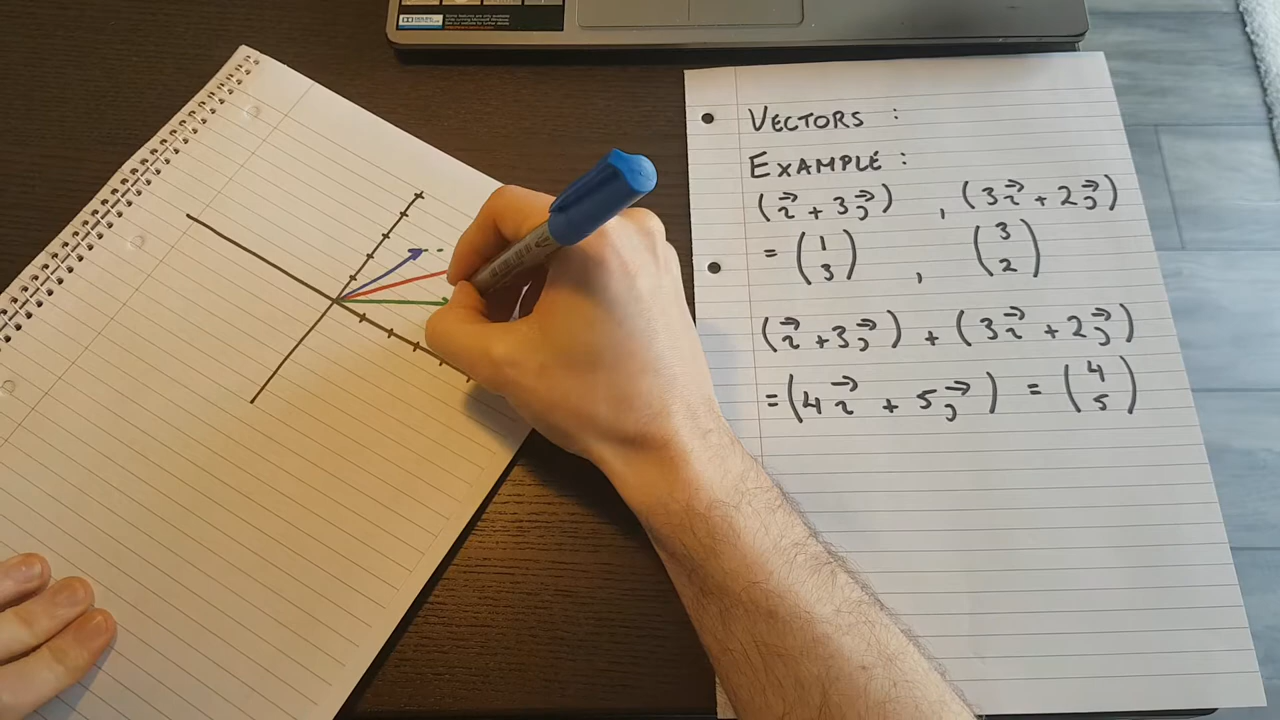 VECTORS :
EXAMPLE :
(i⃗ + 3j⃗) , (3i⃗ + 2j⃗)
= (1 3) , (3 2)
(i⃗ + 3j⃗) + (3i⃗ + 2j⃗)
= (4i⃗ + 5j⃗) = (4 5)